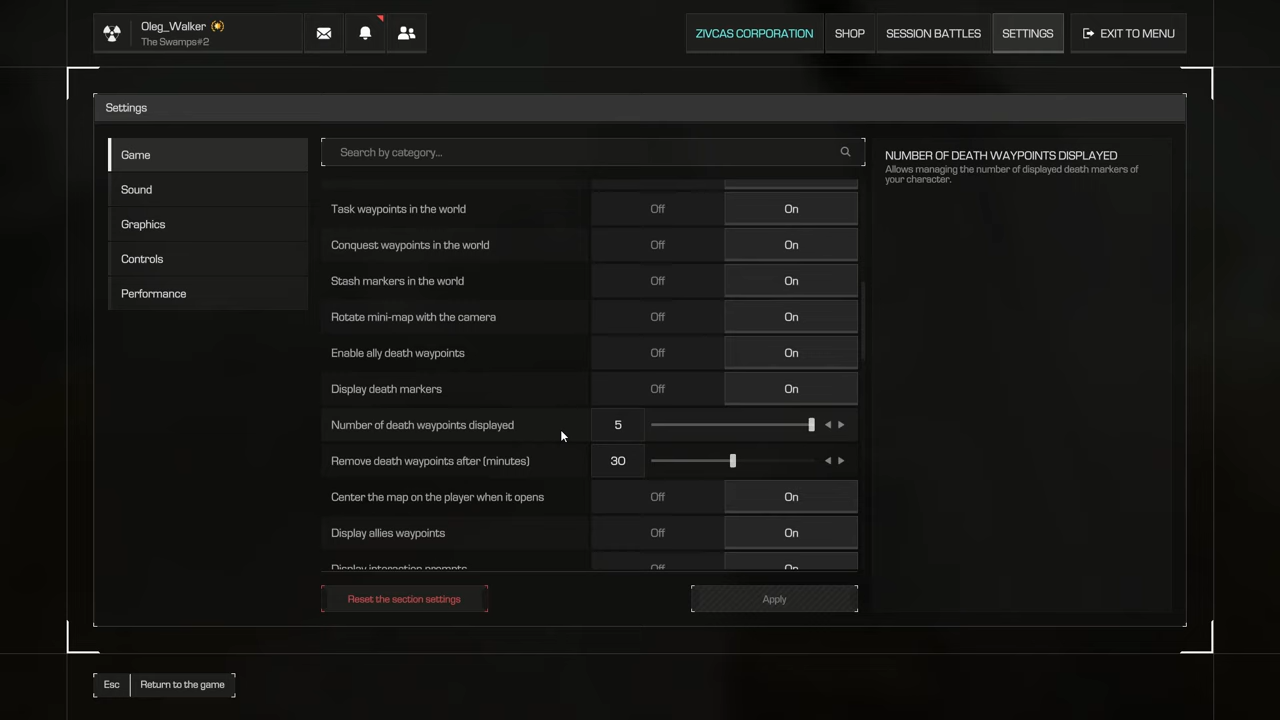 Oleg_Walker
The Swamps#2
ZIVCAS CORPORATION
SHOP
SESSION BATTLES
SETTINGS
EXIT TO MENU
Settings
Game
Sound
Graphics
Controls
Performance
Search by category...
Task waypoints in the world Off On
Conquest waypoints in the world Off On
Stash markers in the world Off On
Rotate mini-map with the camera Off On
Enable ally death waypoints Off On
Display death markers Off On
Number of death waypoints displayed 5
Remove death waypoints after (minutes) 30
Center the map on the player when it opens Off On
Display allies waypoints Off On
Display interaction prompts Off On
Reset the section settings
Apply
NUMBER OF DEATH WAYPOINTS DISPLAYED
Allows managing the number of displayed death markers of
your character.
Esc Return to the game